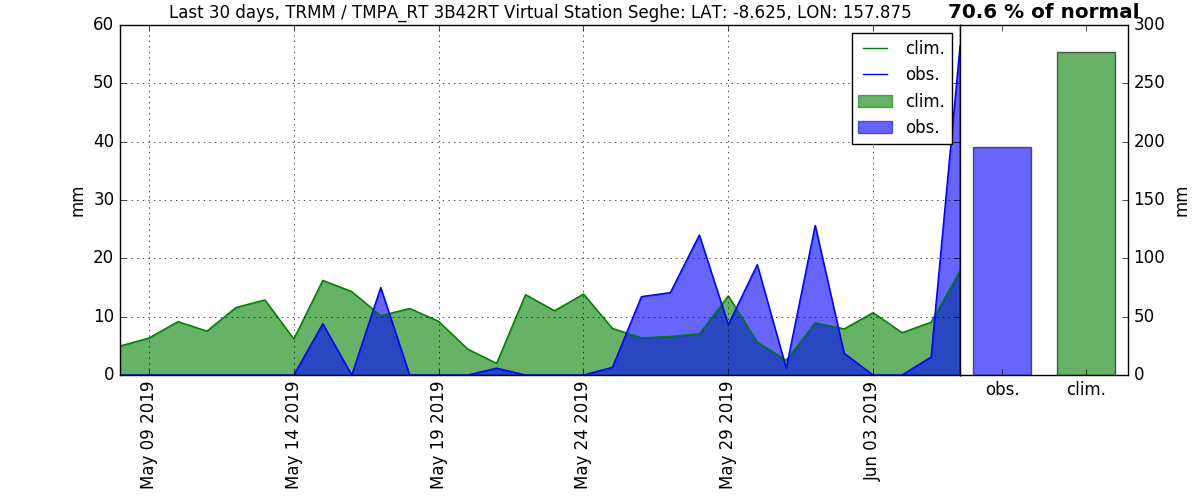 Last 30 days, TRMM / TMPA_RT 3B42RT Virtual Station Seghe: LAT: -8.625, LON: 157.875
70.6 % of normal
60
50
40
30
20
10
0
mm
clim.
obs.
clim.
obs.
300
250
200
150
100
50
0
mm
obs.
clim.
May 09 2019
May 14 2019
May 19 2019
May 24 2019
May 29 2019
Jun 03 2019